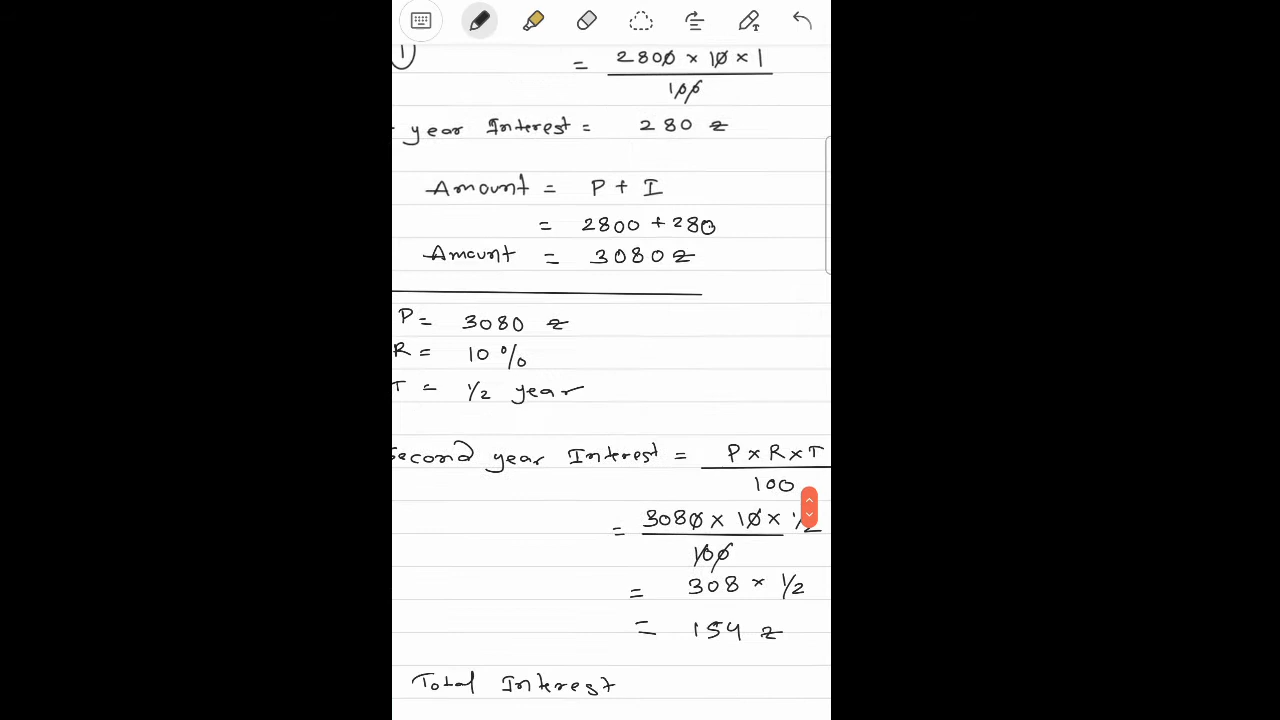 1
= 2800 × 10 × 1
100
year Interest = 280 z
Amount = P + I
= 2800 + 280
Amount = 3080 z
P = 3080 z
R = 10 %
T = 1/2 year
Second year Interest = P × R × T
100
= 3080 × 10 × 1/2
100
= 308 × 1/2
= 154 z
Total Interest